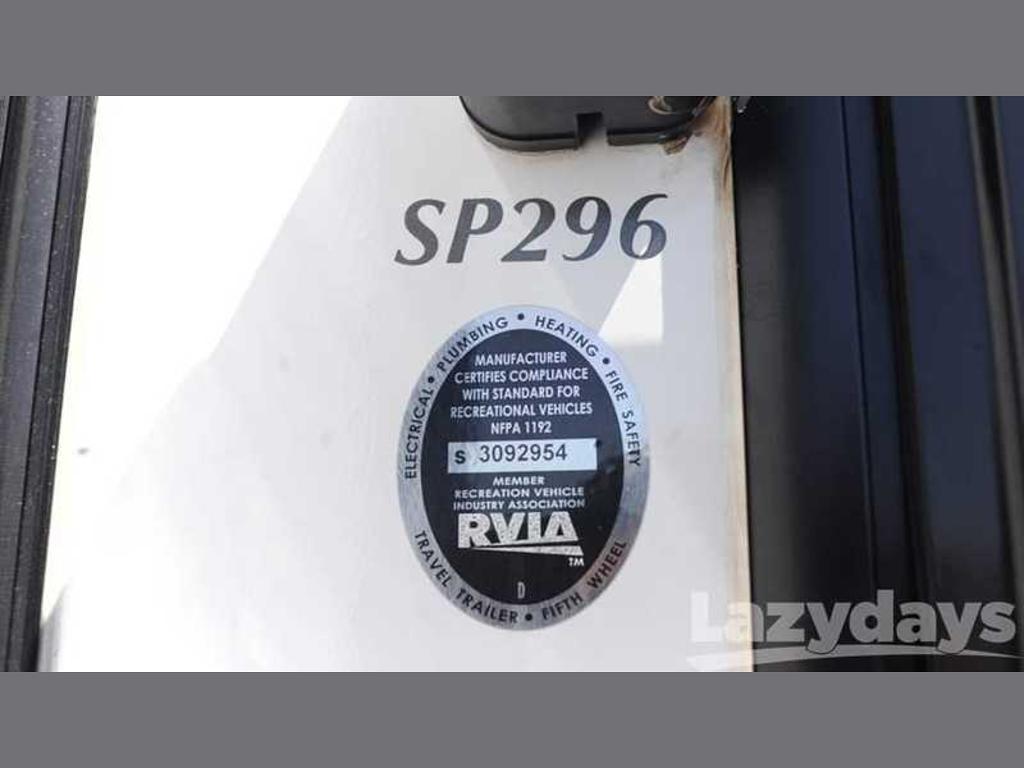 SP296
ELECTRICAL • PLUMBING • HEATING • FIRE SAFETY
MANUFACTURER
CERTIFIES COMPLIANCE
WITH STANDARD FOR
RECREATIONAL VEHICLES
NFPA 1192
S 3092954
MEMBER
RECREATION VEHICLE
INDUSTRY ASSOCIATION
RVIA
TM
D
TRAVEL TRAILER • FIFTH WHEEL
Lazydays